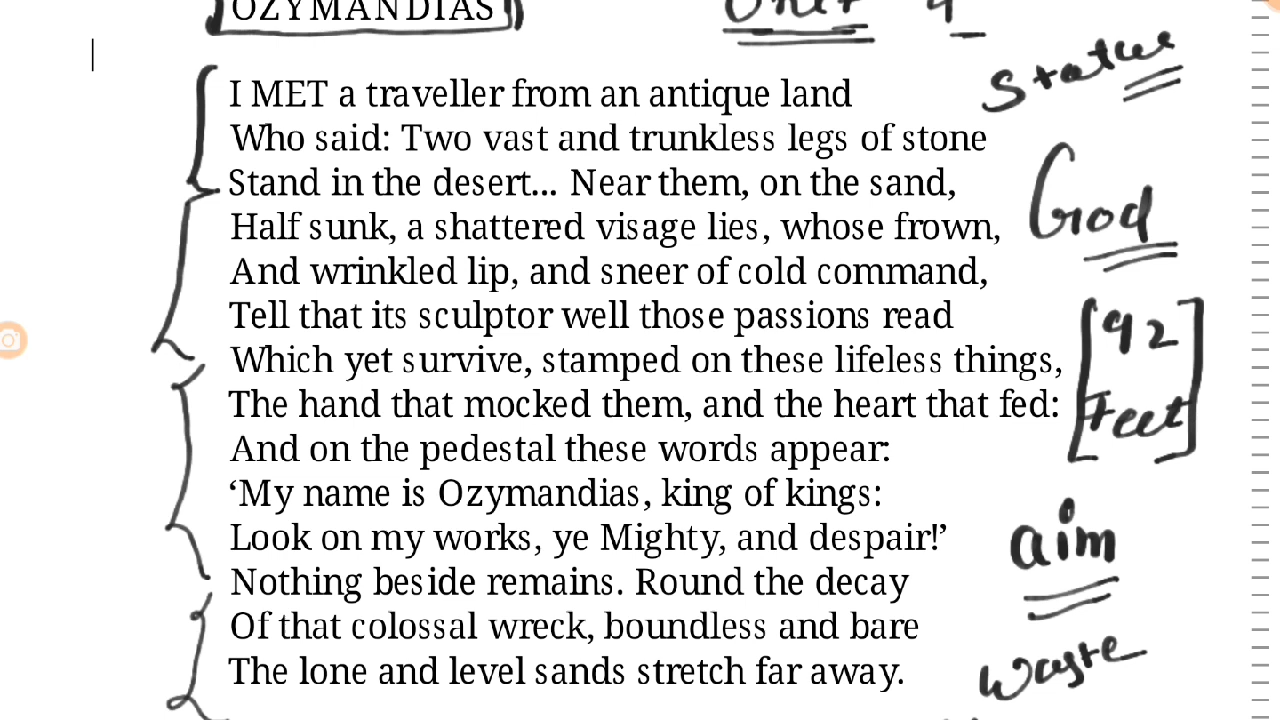 OZYMANDIAS
Unit 9
I MET a traveller from an antique land
Who said: Two vast and trunkless legs of stone
Stand in the desert... Near them, on the sand,
Half sunk, a shattered visage lies, whose frown,
And wrinkled lip, and sneer of cold command,
Tell that its sculptor well those passions read
Which yet survive, stamped on these lifeless things,
The hand that mocked them, and the heart that fed:
And on the pedestal these words appear:
‘My name is Ozymandias, king of kings:
Look on my works, ye Mighty, and despair!’
Nothing beside remains. Round the decay
Of that colossal wreck, boundless and bare
The lone and level sands stretch far away.
Statue
God
92
Feet
aim
Waste